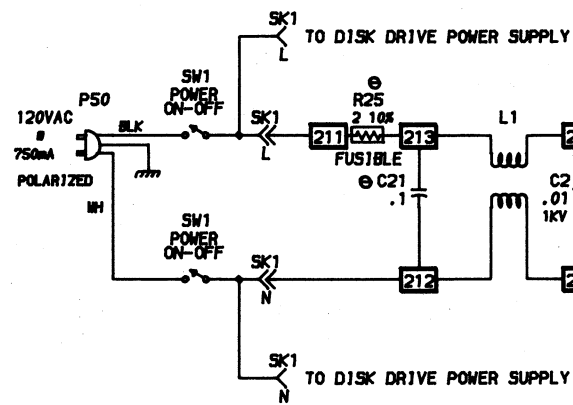 SK1
L
TO DISK DRIVE POWER SUPPLY
P50
120VAC
@
750mA
POLARIZED
BLK
WH
SW1
POWER
ON-OFF
SK1
L
211
⊖
R25
2 10%
FUSIBLE
213
L1
2
⊖ C21
.1
C2
.01
1KV
SW1
POWER
ON-OFF
SK1
N
212
2
SK1
N
TO DISK DRIVE POWER SUPPLY